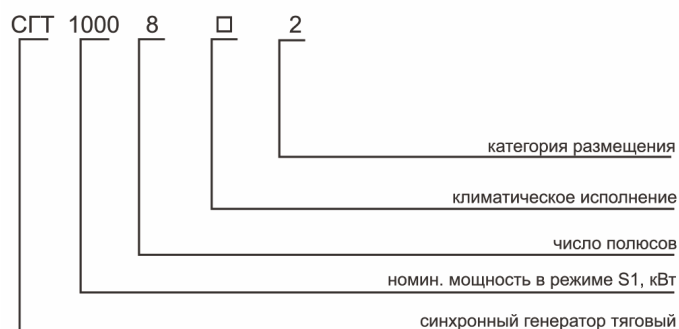 СГТ 1000 8 □ 2
категория размещения
климатическое исполнение
число полюсов
номин. мощность в режиме S1, кВт
синхронный генератор тяговый